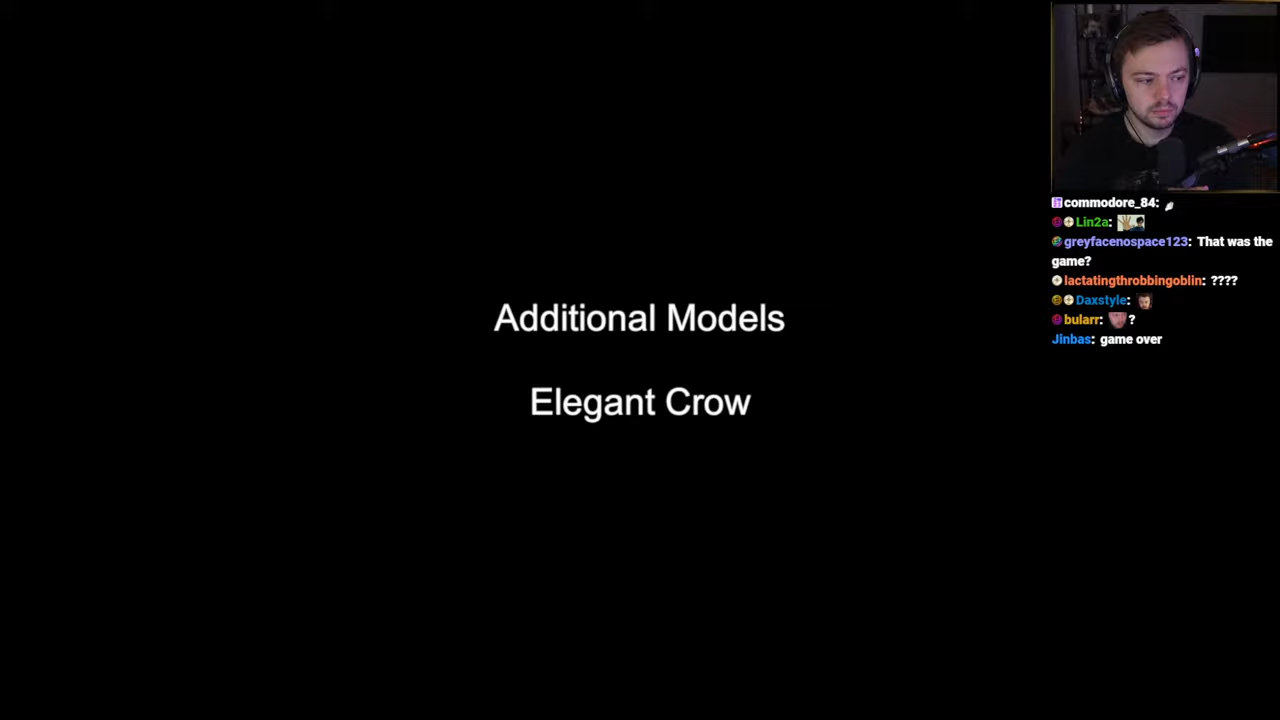 Additional Models
Elegant Crow
commodore_84:
Lin2a:
greyfacenospace123: That was the
game?
lactatingthrobbingoblin: ????
Daxstyle:
bularr: ?
Jinbas: game over